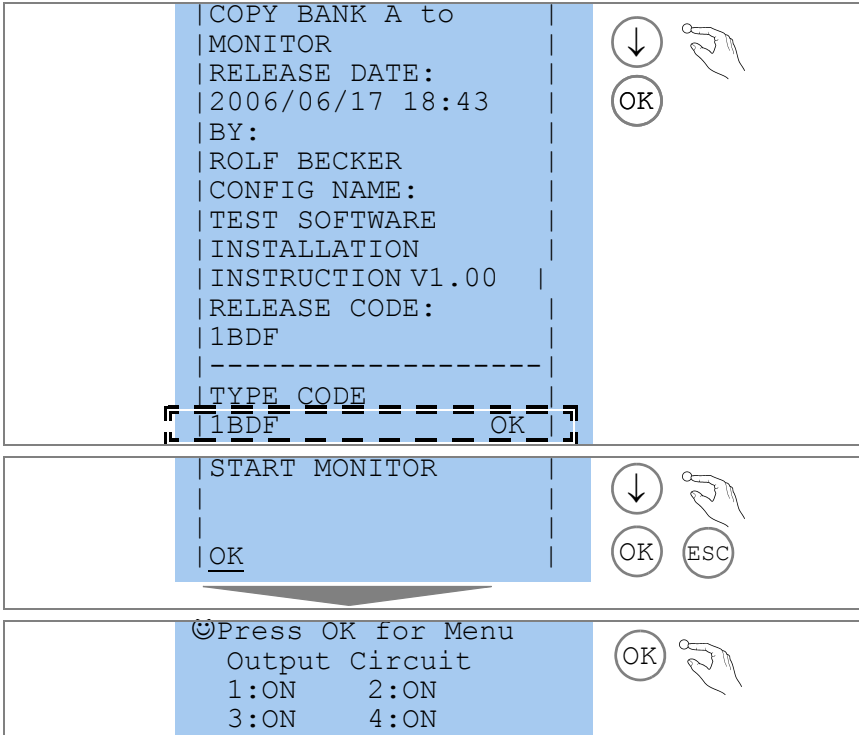 |COPY BANK A to |
|MONITOR |
|RELEASE DATE: |
|2006/06/17 18:43 |
|BY: |
|ROLF BECKER |
|CONFIG NAME: |
|TEST SOFTWARE |
|INSTALLATION |
|INSTRUCTION V1.00 |
|RELEASE CODE: |
|1BDF |
|-------------------|
|TYPE CODE |
|1BDF OK |
↓
OK
|START MONITOR |
| |
| |
|OK |
↓
OK ESC
☺Press OK for Menu
Output Circuit
1:ON 2:ON
3:ON 4:ON
OK